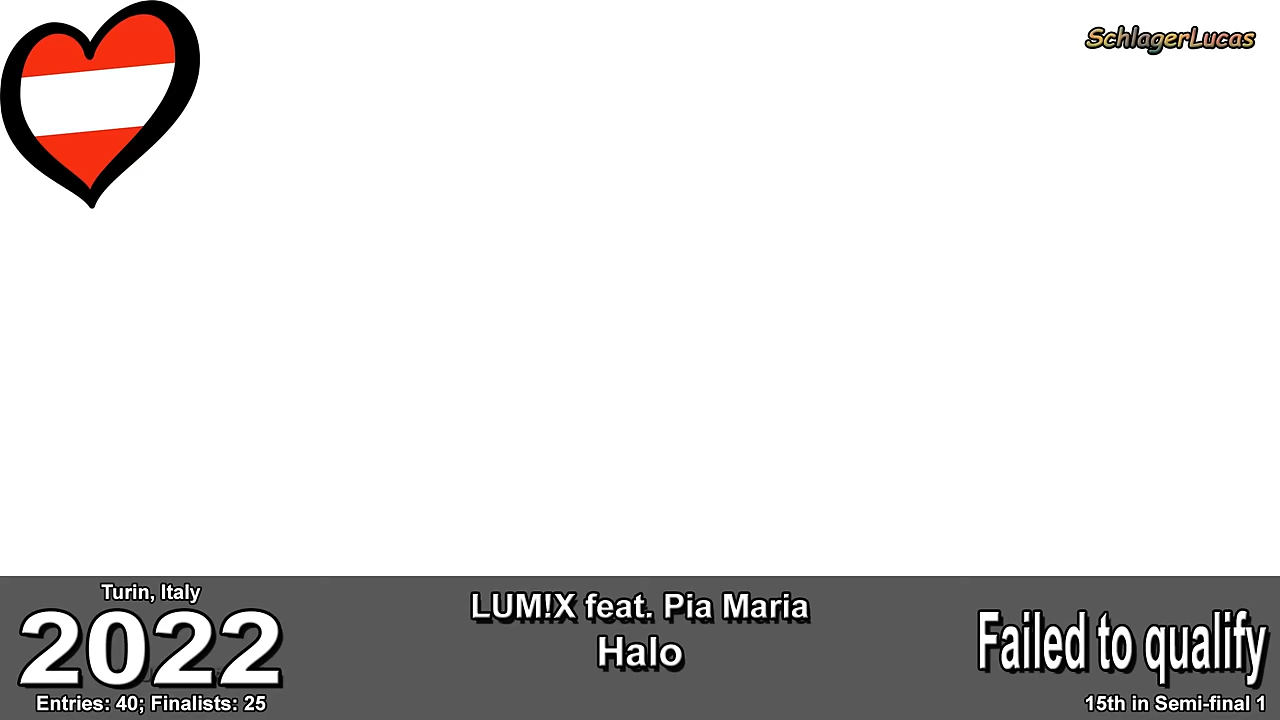 SchlagerLucas
Turin, Italy
2022
Entries: 40; Finalists: 25
LUM!X feat. Pia Maria
Halo
Failed to qualify
15th in Semi-final 1